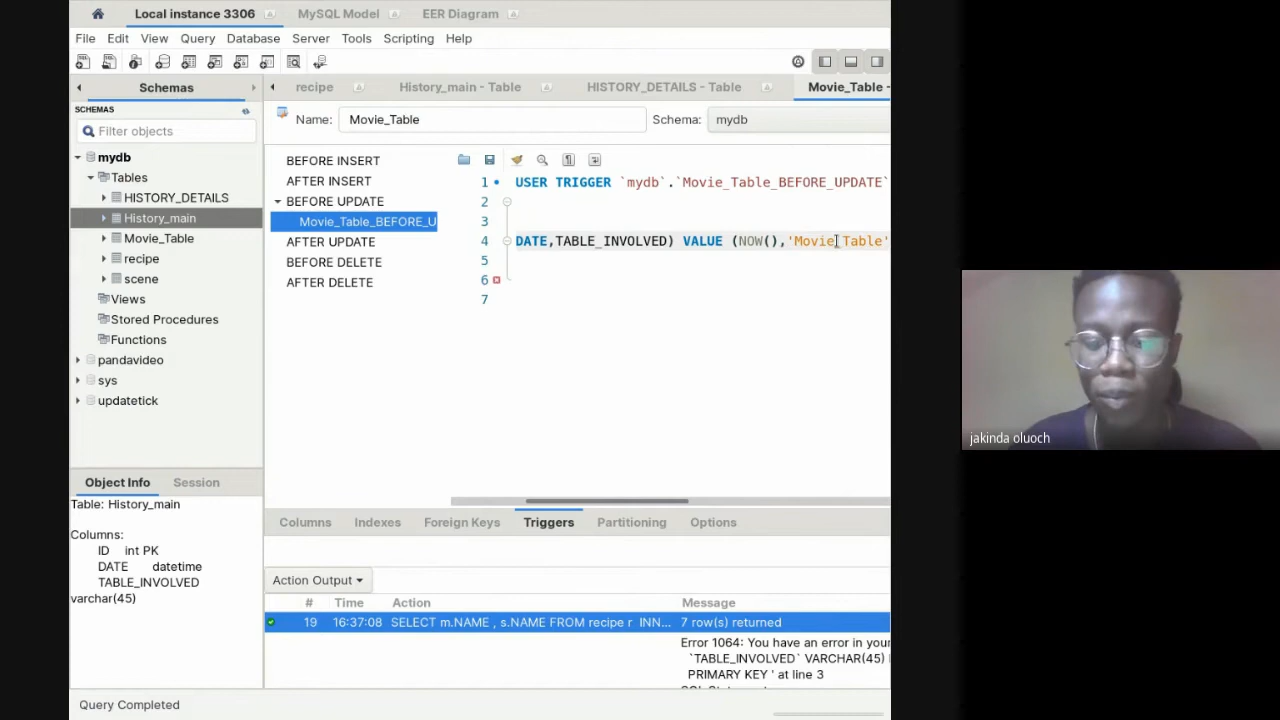 Local instance 3306 MySQL Model EER Diagram
File Edit View Query Database Server Tools Scripting Help
Schemas recipe History_main - Table HISTORY_DETAILS - Table Movie_Table -
SCHEMAS
Name: Movie_Table Schema: mydb
Filter objects
mydb
Tables
HISTORY_DETAILS
History_main
Movie_Table
recipe
scene
Views
Stored Procedures
Functions
pandavideo
sys
updatetick
BEFORE INSERT
AFTER INSERT
BEFORE UPDATE
Movie_Table_BEFORE_U
AFTER UPDATE
BEFORE DELETE
AFTER DELETE
1 USER TRIGGER `mydb`.`Movie_Table_BEFORE_UPDATE`
2
3
4 DATE,TABLE_INVOLVED) VALUE (NOW(),'Movie_Table'
5
6
7
jakinda oluoch
Object Info Session
Table: History_main
Columns:
ID int PK
DATE datetime
TABLE_INVOLVED
varchar(45)
Columns Indexes Foreign Keys Triggers Partitioning Options
Action Output
# Time Action Message
19 16:37:08 SELECT m.NAME , s.NAME FROM recipe r INN... 7 row(s) returned
Error 1064: You have an error in your
`TABLE_INVOLVED` VARCHAR(45)
PRIMARY KEY ' at line 3
Query Completed